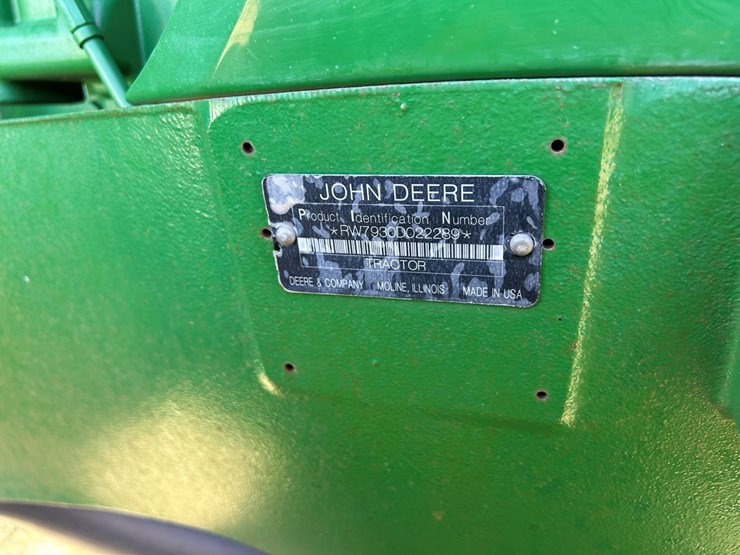 JOHN DEERE
Product Identification Number
*RW7930D022289*
TRACTOR
DEERE & COMPANY MOLINE, ILLINOIS MADE IN USA